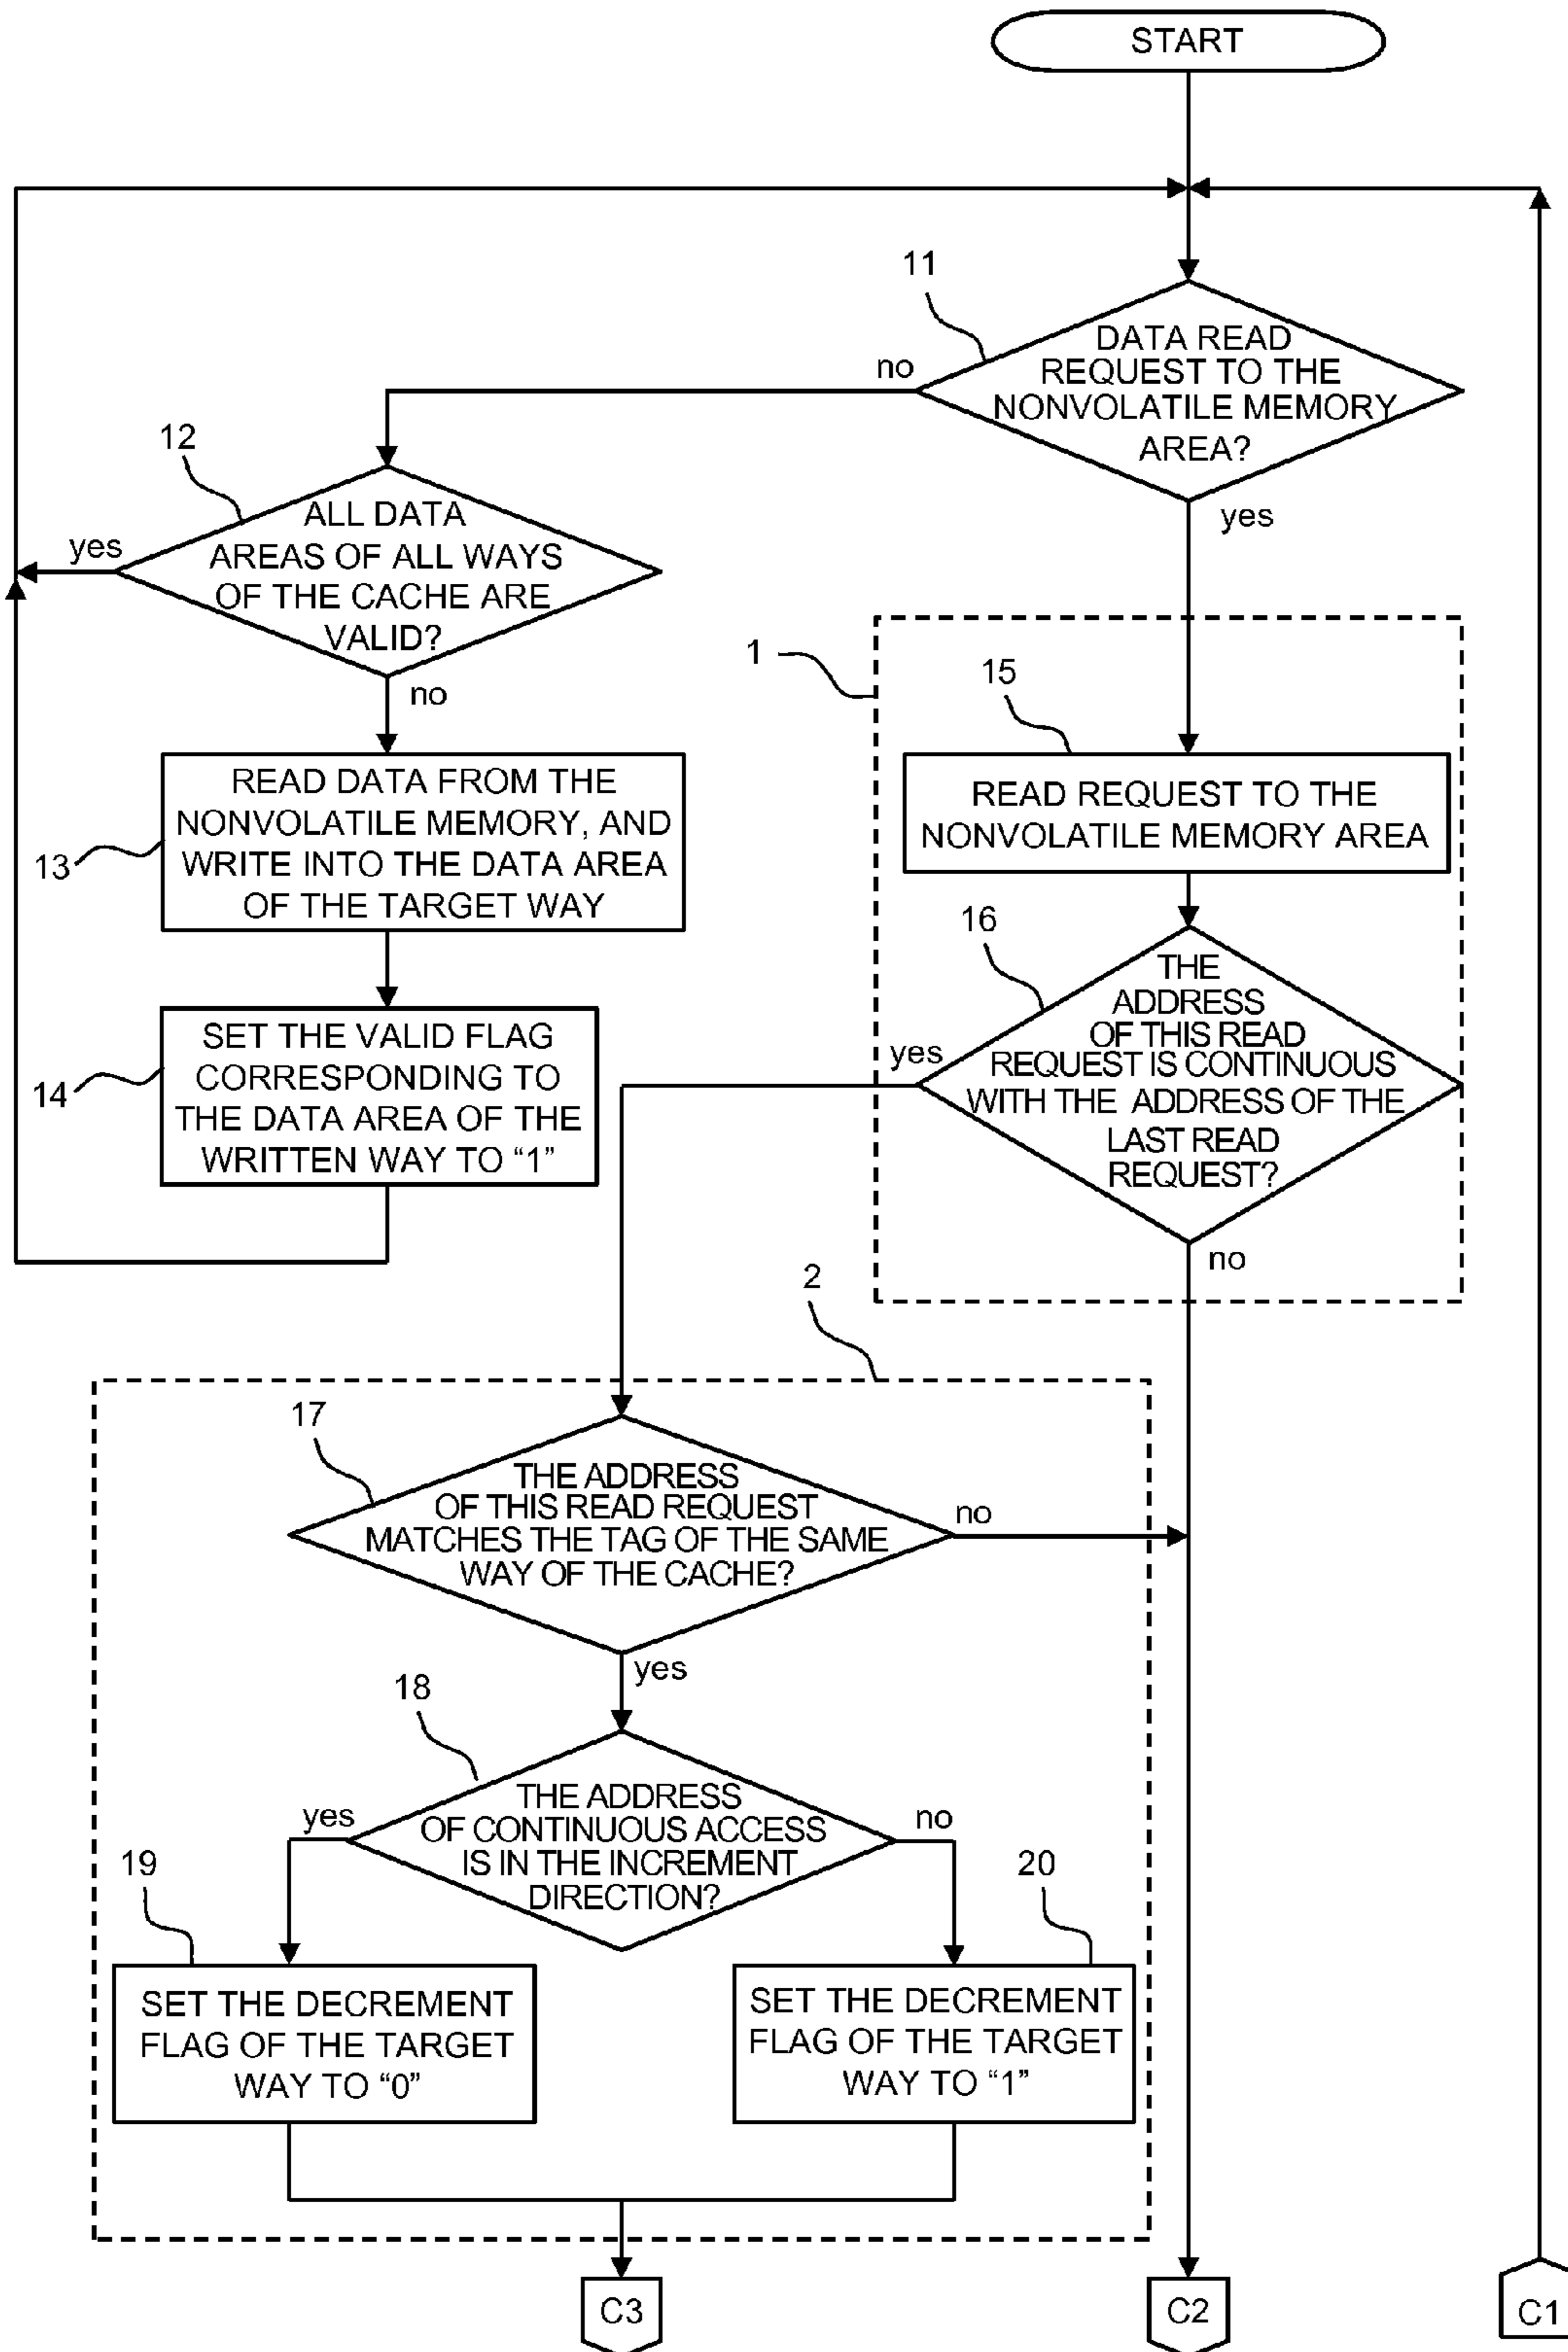 START
11
DATA READ
REQUEST TO THE
NONVOLATILE MEMORY
AREA?
no
yes
12
ALL DATA
AREAS OF ALL WAYS
OF THE CACHE ARE
VALID?
yes
no
1
15
READ REQUEST TO THE
NONVOLATILE MEMORY AREA
13
READ DATA FROM THE
NONVOLATILE MEMORY, AND
WRITE INTO THE DATA AREA
OF THE TARGET WAY
16
THE
ADDRESS
OF THIS READ
REQUEST IS CONTINUOUS
WITH THE ADDRESS OF THE
LAST READ
REQUEST?
yes
no
14
SET THE VALID FLAG
CORRESPONDING TO
THE DATA AREA OF THE
WRITTEN WAY TO “1”
2
17
THE ADDRESS
OF THIS READ REQUEST
MATCHES THE TAG OF THE SAME
WAY OF THE CACHE?
no
yes
18
THE ADDRESS
OF CONTINUOUS ACCESS
IS IN THE INCREMENT
DIRECTION?
yes
no
19
SET THE DECREMENT
FLAG OF THE TARGET
WAY TO “0”
20
SET THE DECREMENT
FLAG OF THE TARGET
WAY TO “1”
C3
C2
C1